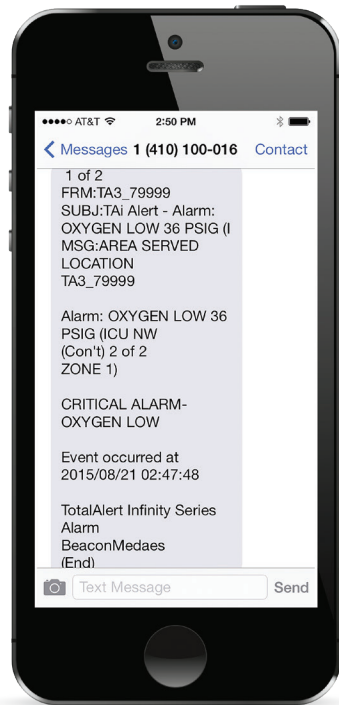 AT&T
2:50 PM
Messages 1 (410) 100-016 Contact
1 of 2
FRM:TA3_79999
SUBJ:TAi Alert - Alarm:
OXYGEN LOW 36 PSIG (I
MSG:AREA SERVED
LOCATION
TA3_79999
Alarm: OXYGEN LOW 36
PSIG (ICU NW
(Con't) 2 of 2
ZONE 1)
CRITICAL ALARM-
OXYGEN LOW
Event occurred at
2015/08/21 02:47:48
TotalAlert Infinity Series
Alarm
BeaconMedaes
(End)
Text Message
Send